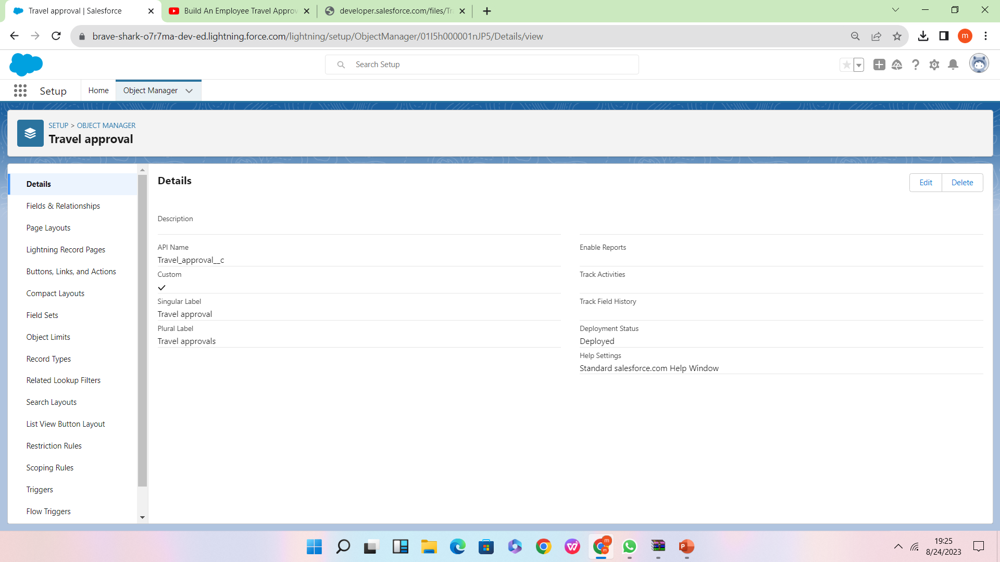 Travel approval | Salesforce
Build An Employee Travel Approv
developer.salesforce.com/files/Tr
brave-shark-o7r7ma-dev-ed.lightning.force.com/lightning/setup/ObjectManager/01I5h000001nJP5/Details/view
m
Search Setup
Setup
Home
Object Manager
SETUP > OBJECT MANAGER
Travel approval
Details
Fields & Relationships
Page Layouts
Lightning Record Pages
Buttons, Links, and Actions
Compact Layouts
Field Sets
Object Limits
Record Types
Related Lookup Filters
Search Layouts
List View Button Layout
Restriction Rules
Scoping Rules
Triggers
Flow Triggers
Details
Edit
Delete
Description
API Name
Travel_approval__c
Custom
Singular Label
Travel approval
Plural Label
Travel approvals
Enable Reports
Track Activities
Track Field History
Deployment Status
Deployed
Help Settings
Standard salesforce.com Help Window
19:25
8/24/2023